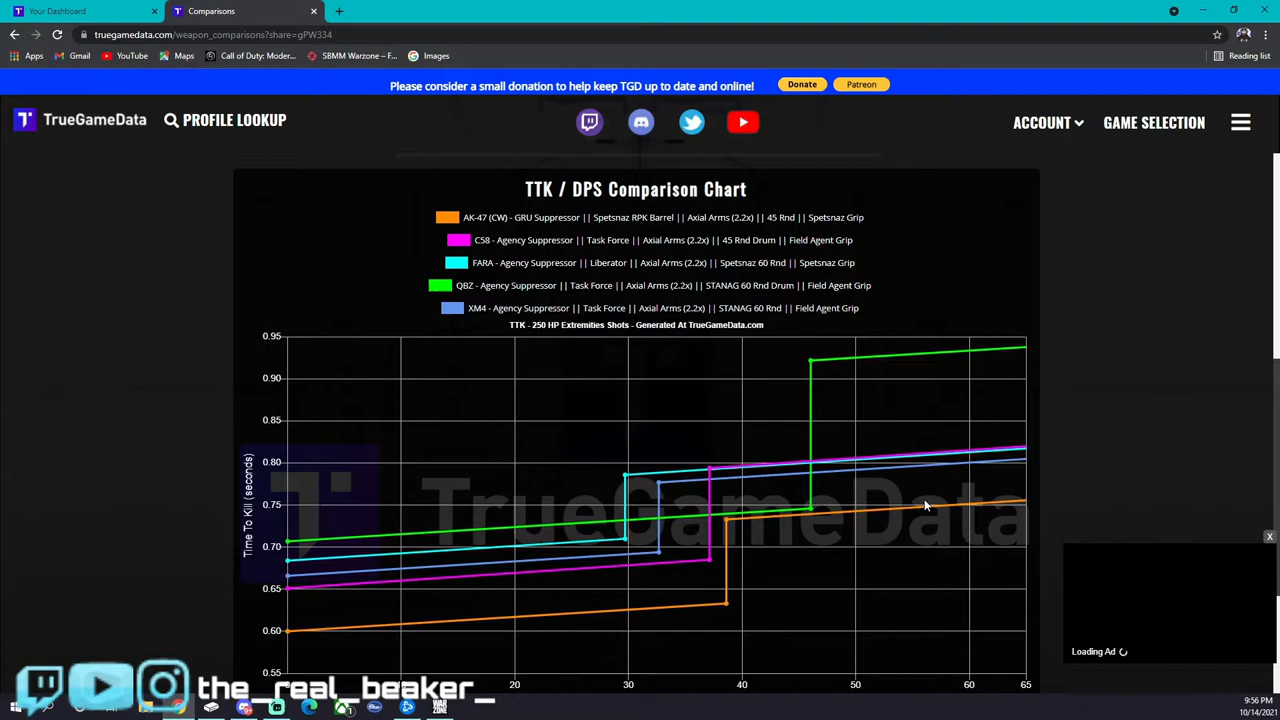 Your Dashboard
Comparisons
truegamedata.com/weapon_comparisons?share=gPW334
Apps
Gmail
YouTube
Maps
Call of Duty: Moder...
SBMM Warzone – F...
Images
Reading list
Please consider a small donation to help keep TGD up to date and online!
Donate
Patreon
TrueGameData
PROFILE LOOKUP
ACCOUNT
GAME SELECTION
TTK / DPS Comparison Chart
AK-47 (CW) - GRU Suppressor || Spetsnaz RPK Barrel || Axial Arms (2.2x) || 45 Rnd || Spetsnaz Grip
C58 - Agency Suppressor || Task Force || Axial Arms (2.2x) || 45 Rnd Drum || Field Agent Grip
FARA - Agency Suppressor || Liberator || Axial Arms (2.2x) || Spetsnaz 60 Rnd || Spetsnaz Grip
QBZ - Agency Suppressor || Task Force || Axial Arms (2.2x) || STANAG 60 Rnd Drum || Field Agent Grip
XM4 - Agency Suppressor || Task Force || Axial Arms (2.2x) || STANAG 60 Rnd || Field Agent Grip
TTK - 250 HP Extremities Shots - Generated At TrueGameData.com
0.95
0.90
0.85
0.80
0.75
0.70
0.65
0.60
0.55
Time To Kill (seconds)
TrueGameData
20
30
40
50
60
65
X
Loading Ad
the_real_beaker_
WAR
ZONE
9:56 PM
10/14/2021